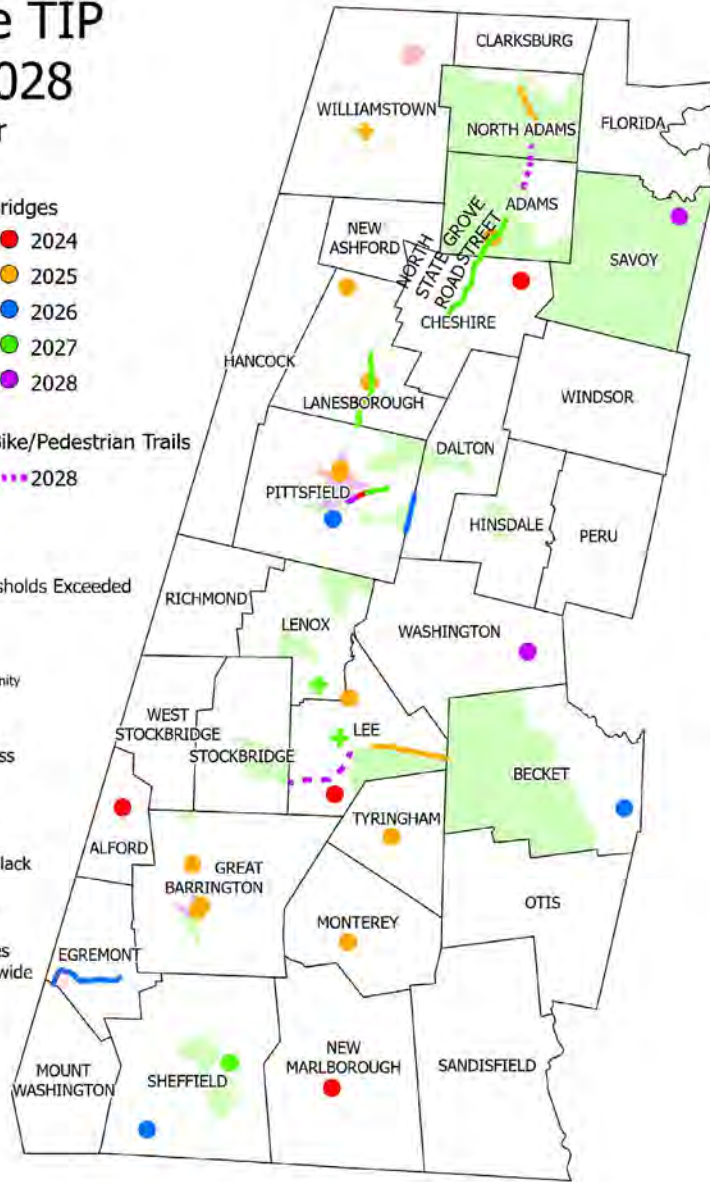 e TIP
028
r
ridges
2024
2025
2026
2027
2028
Bike/Pedestrian Trails
2028
sholds Exceeded
nity
ss
lack
es
wide
CLARKSBURG
WILLIAMSTOWN
NORTH ADAMS
FLORIDA
ADAMS
NEW
ASHFORD
NORTH
STATE GROVE
ROADSTREET
SAVOY
CHESHIRE
HANCOCK
LANESBOROUGH
WINDSOR
DALTON
PITTSFIELD
HINSDALE
PERU
RICHMOND
LENOX
WASHINGTON
WEST
STOCKBRIDGE
STOCKBRIDGE
LEE
BECKET
TYRINGHAM
ALFORD
GREAT
BARRINGTON
OTIS
MONTEREY
EGREMONT
MOUNT
WASHINGTON
SHEFFIELD
NEW
MARLBOROUGH
SANDISFIELD